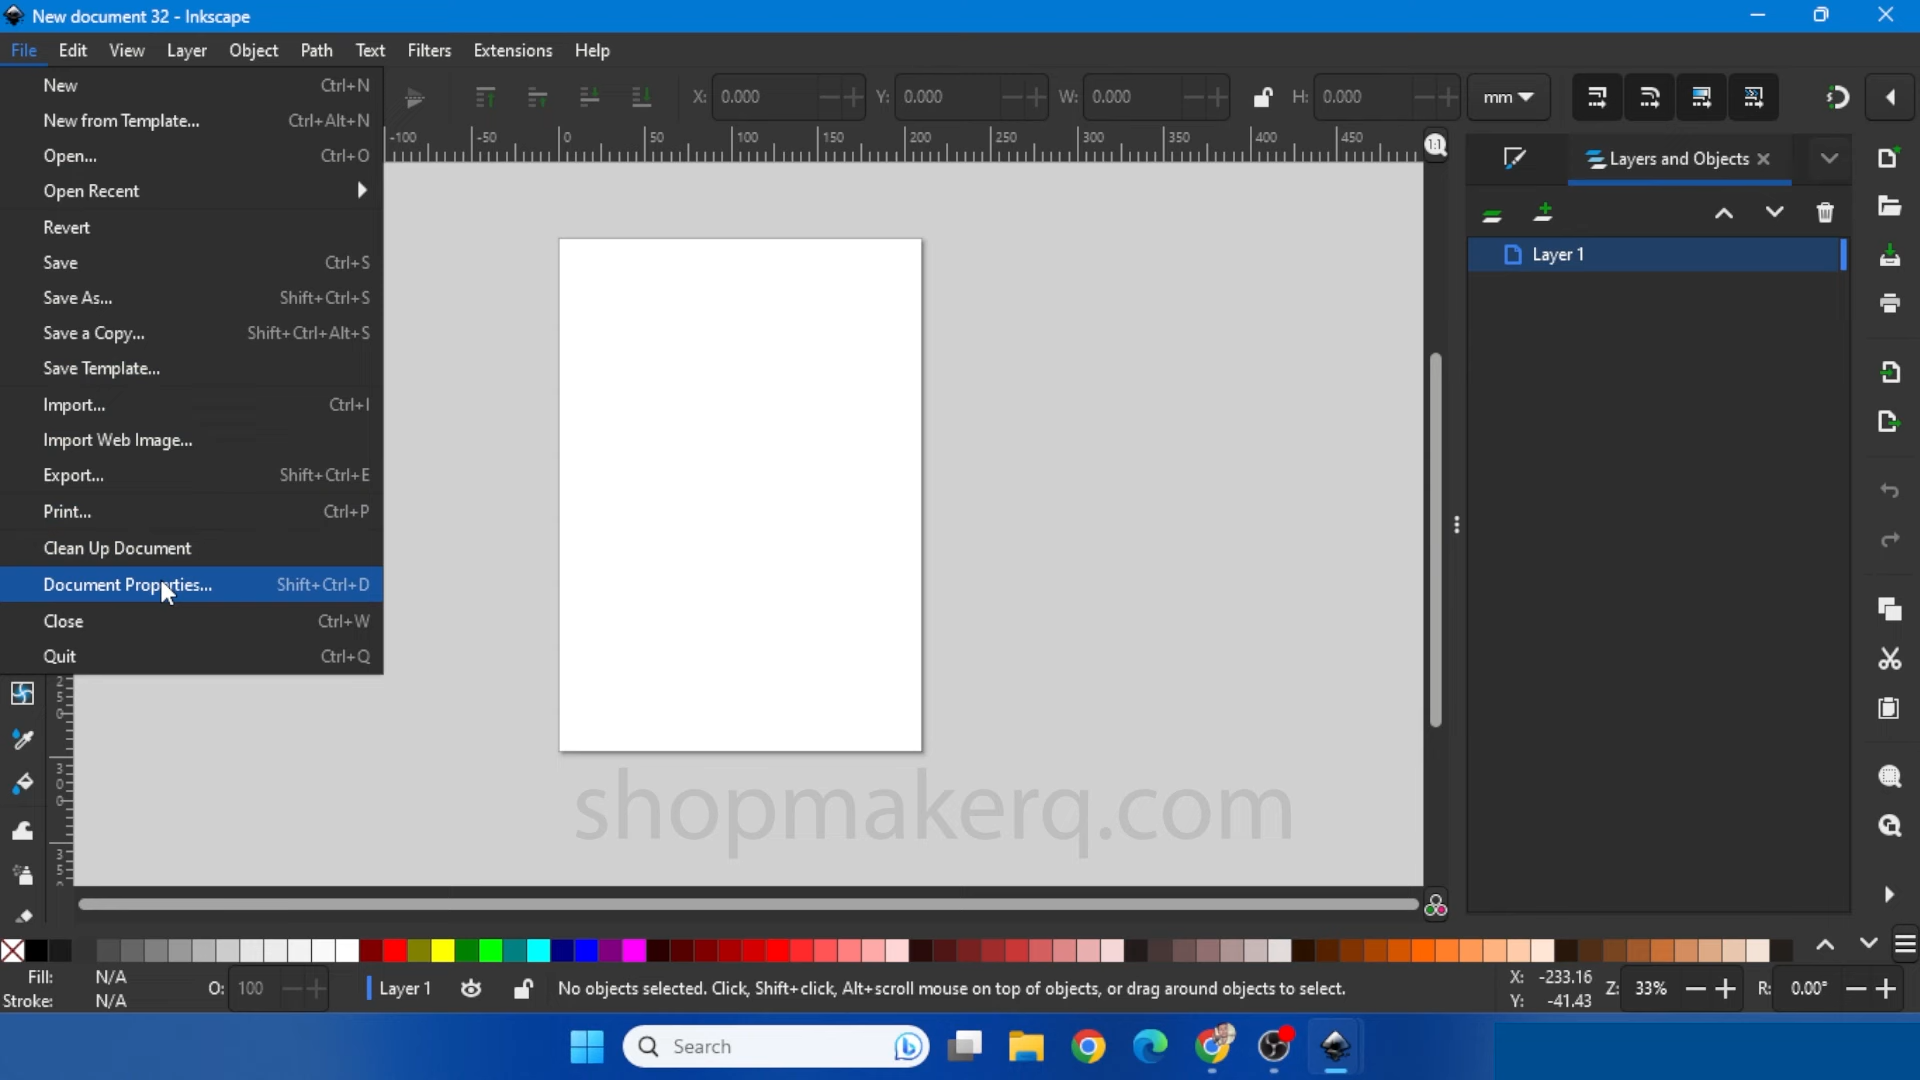 New document 32 - Inkscape
File Edit View Layer Object Path Text Filters Extensions Help
New Ctrl+N
New from Template... Ctrl+Alt+N
Open... Ctrl+O
Open Recent
Revert
Save Ctrl+S
Save As... Shift+Ctrl+S
Save a Copy... Shift+Ctrl+Alt+S
Save Template...
Import... Ctrl+I
Import Web Image...
Export... Shift+Ctrl+E
Print... Ctrl+P
Clean Up Document
Document Properties... Shift+Ctrl+D
Close Ctrl+W
Quit Ctrl+Q
X: 0.000 Y: 0.000 W: 0.000 H: 0.000 mm
-100 -50 0 50 100 150 200 250 300 350 400 450
1:1
Layers and Objects
Layer 1
250
300
35
shopmakerq.com
Fill: N/A
Stroke: N/A
O: 100
Layer 1
No objects selected. Click, Shift+click, Alt+scroll mouse on top of objects, or drag around objects to select.
X: -233.16
Y: -41.43
Z: 33%
R: 0.00°
Search